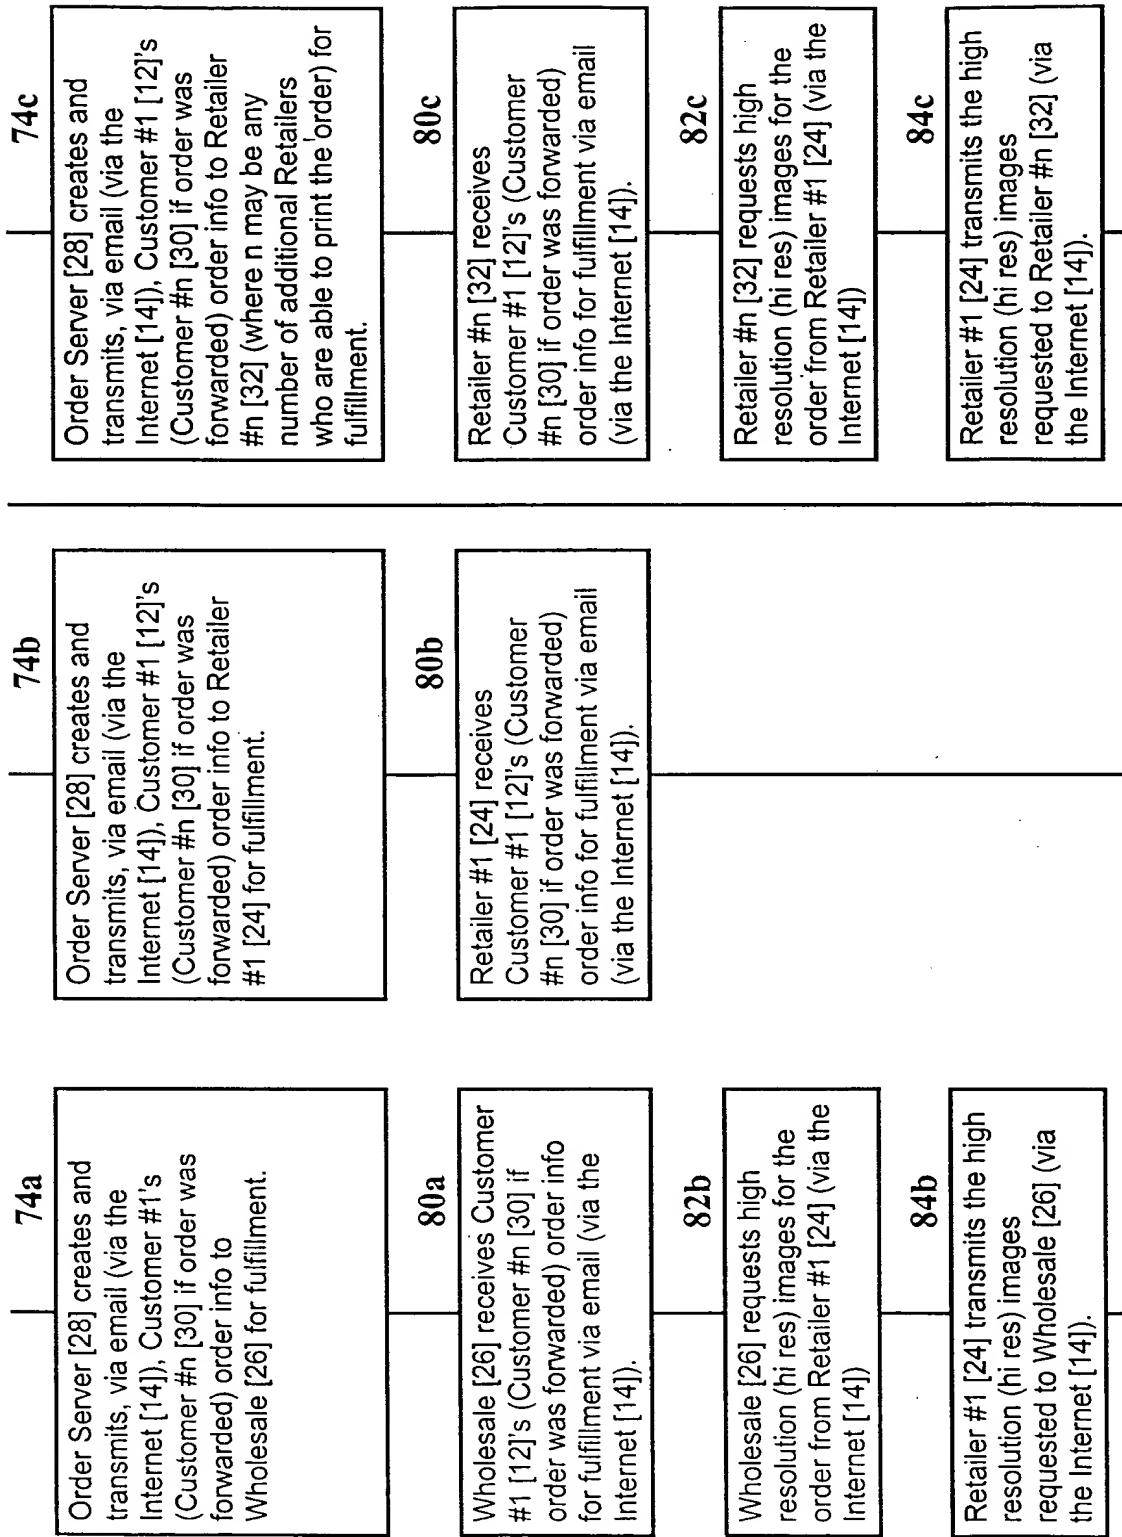 74a
Order Server [28] creates and
transmits, via email (via the
Internet [14]), Customer #1's
(Customer #n [30] if order was
forwarded) order info to
Wholesale [26] for fulfillment.
80a
Wholesale [26] receives Customer
#1 [12]'s (Customer #n [30] if
order was forwarded) order info
for fulfillment via email (via the
Internet [14]).
82b
Wholesale [26] requests high
resolution (hi res) images for the
order from Retailer #1 [24] (via the
Internet [14])
84b
Retailer #1 [24] transmits the high
resolution (hi res) images
requested to Wholesale [26] (via
the Internet [14]).
74b
Order Server [28] creates and
transmits, via email (via the
Internet [14]), Customer #1 [12]'s
(Customer #n [30] if order was
forwarded) order info to Retailer
#1 [24] for fulfillment.
80b
Retailer #1 [24] receives
Customer #1 [12]'s (Customer
#n [30] if order was forwarded)
order info for fulfillment via email
(via the Internet [14]).
74c
Order Server [28] creates and
transmits, via email (via the
Internet [14]), Customer #1 [12]'s
(Customer #n [30] if order was
forwarded) order info to Retailer
#n [32] (where n may be any
number of additional Retailers
who are able to print the order) for
fulfillment.
80c
Retailer #n [32] receives
Customer #1 [12]'s (Customer
#n [30] if order was forwarded)
order info for fulfillment via email
(via the Internet [14]).
82c
Retailer #n [32] requests high
resolution (hi res) images for the
order from Retailer #1 [24] (via the
Internet [14])
84c
Retailer #1 [24] transmits the high
resolution (hi res) images
requested to Retailer #n [32] (via
the Internet [14]).